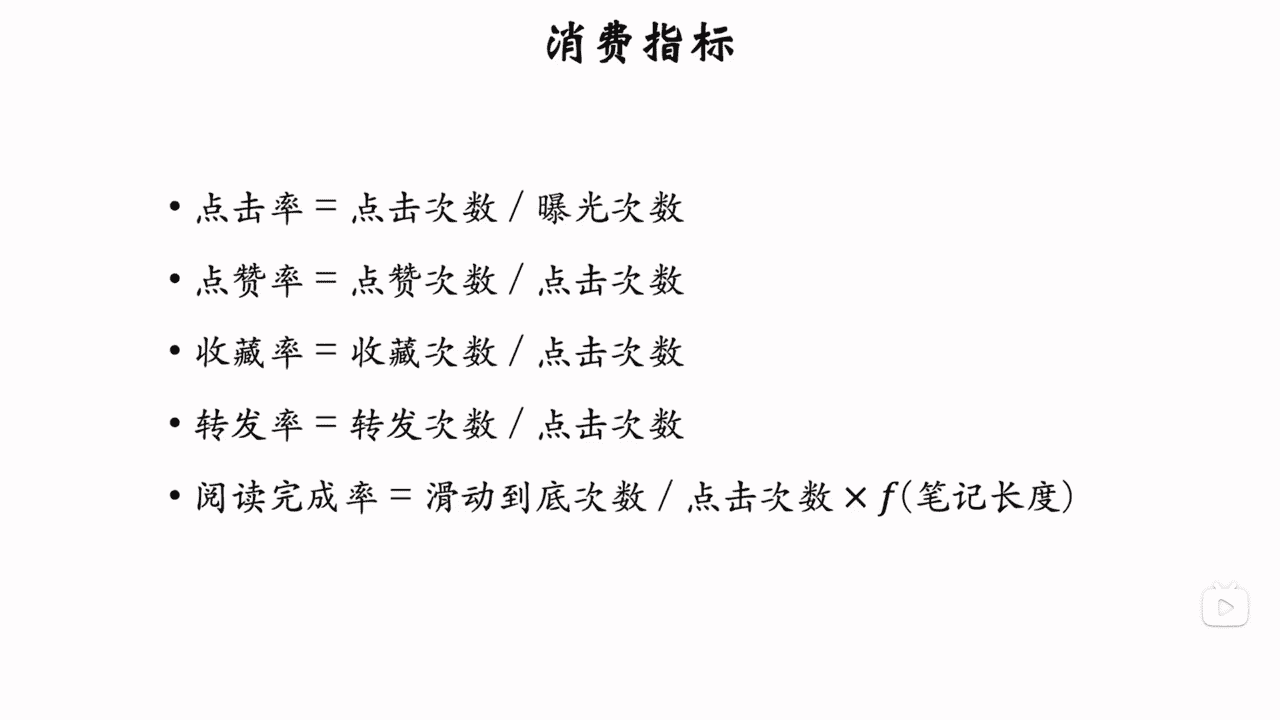 消费指标
• 点击率 = 点击次数 / 曝光次数
• 点赞率 = 点赞次数 / 点击次数
• 收藏率 = 收藏次数 / 点击次数
• 转发率 = 转发次数 / 点击次数
• 阅读完成率 = 滑动到底次数 / 点击次数 × f(笔记长度)